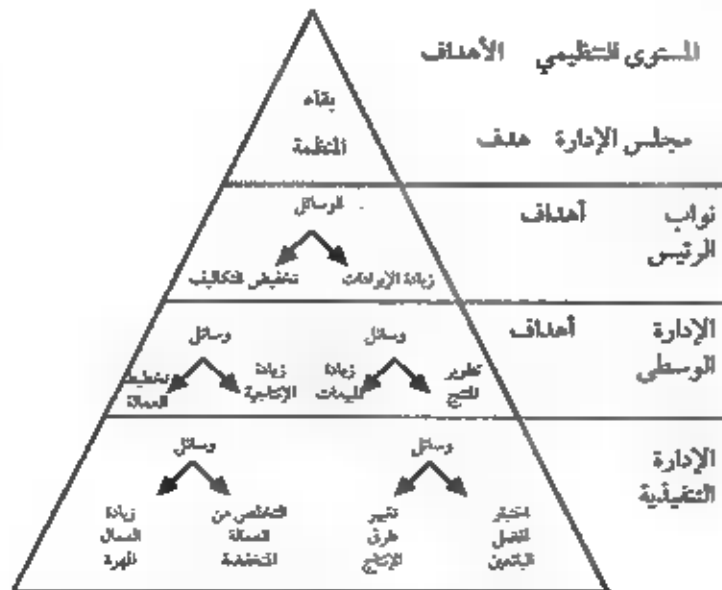 المستوى التنظيمي الأهداف
بقاء
المنظمة
مجلس الإدارة هدف
نواب أهداف
الرئيس
الوسائل
زيادة الإيرادات تخفيض التكاليف
الإدارة أهداف
الوسطى
وسائل وسائل
تطوير
المنتج
زيادة
المبيعات
زيادة
الإنتاجية
تخطيط
العمالة
الإدارة
التنفيذية
وسائل وسائل
اختيار
أفضل
البائعين
تغيير
طرق
الإنتاج
التخلص من
العمالة
المنخفضة
زيادة
العمال
المهرة